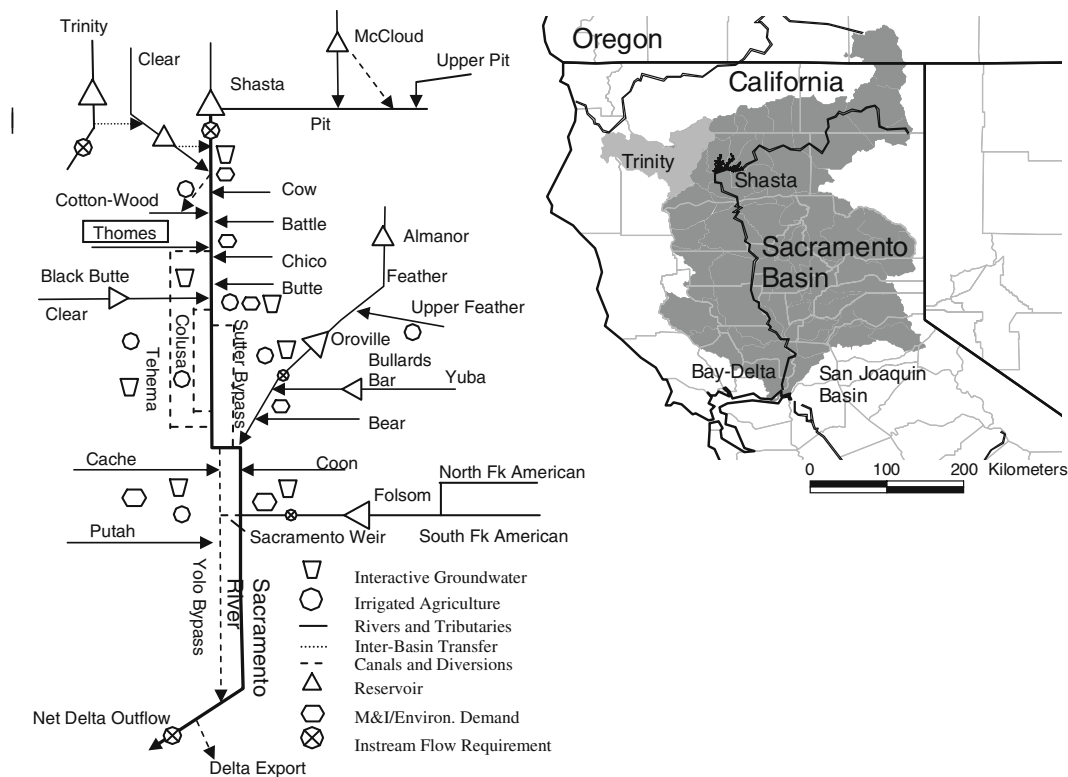 Trinity
Clear
McCloud
Upper Pit
Shasta
Pit
Cow
Cotton-Wood
Battle
Thomes
Chico
Almanor
Black Butte
Butte
Feather
Clear
Upper Feather
Colusa
Sutter Bypass
Tehema
Oroville
Bullards
Bar
Yuba
Bear
Cache
Coon
North Fk American
Folsom
Sacramento Weir
South Fk American
Putah
Yolo Bypass
Sacramento
River
Interactive Groundwater
Irrigated Agriculture
Rivers and Tributaries
Inter-Basin Transfer
Canals and Diversions
Reservoir
M&I/Environ. Demand
Instream Flow Requirement
Net Delta Outflow
Delta Export
Oregon
California
Trinity
Shasta
Sacramento
Basin
Bay-Delta
San Joaquin
Basin
0 100 200 Kilometers